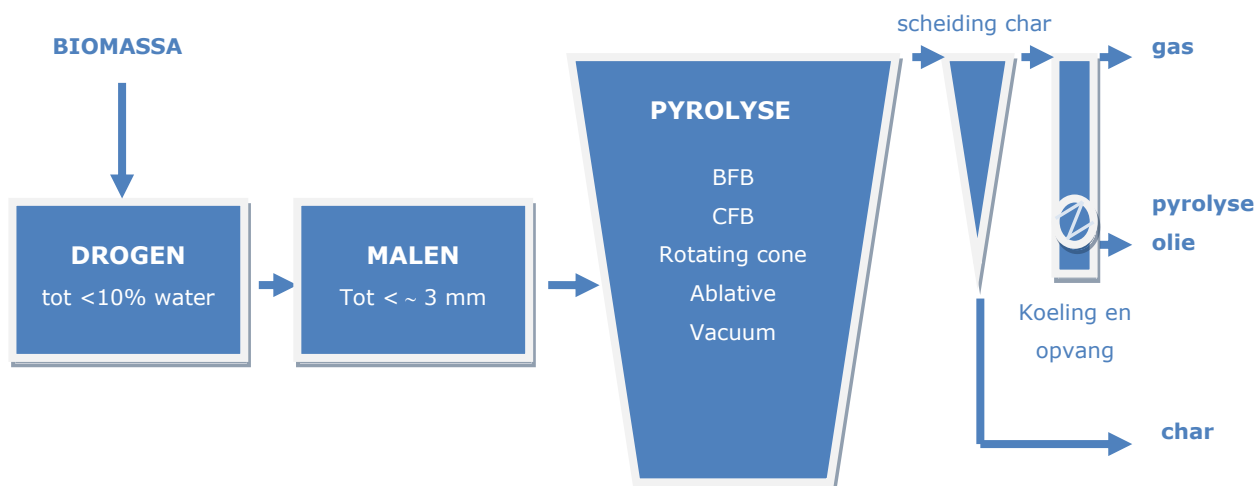 BIOMASSA
DROGEN
tot <10% water
MALEN
Tot < ~ 3 mm
PYROLYSE
BFB
CFB
Rotating cone
Ablative
Vacuum
scheiding char
gas
pyrolyse
olie
Koeling en
opvang
char